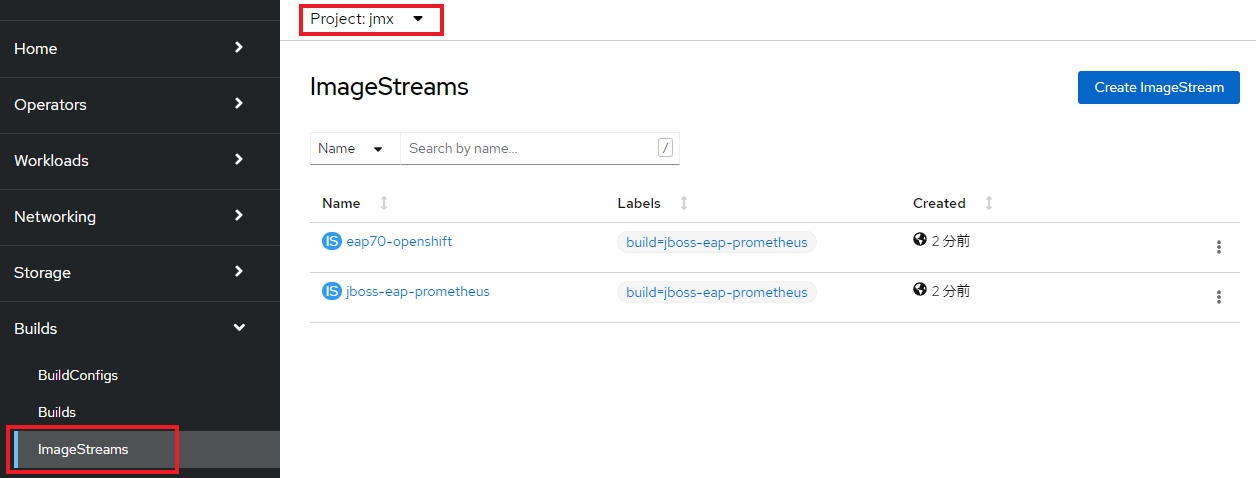 Project: jmx
Home
Operators
Workloads
Networking
Storage
Builds
BuildConfigs
Builds
ImageStreams
ImageStreams
Create ImageStream
Name Search by name... /
Name Labels Created
IS eap70-openshift build=jboss-eap-prometheus 2 分前
IS jboss-eap-prometheus build=jboss-eap-prometheus 2 分前